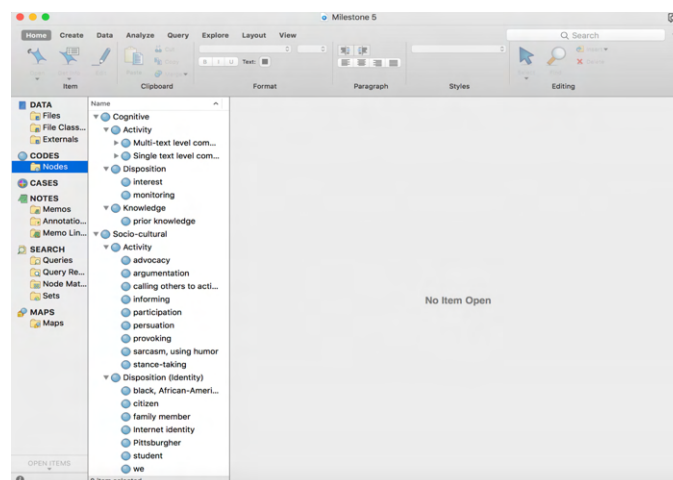 Milestone 5
Home Create Data Analyze Query Explore Layout View
Search
Item Clipboard Format Paragraph Styles Editing
B I U Text:
DATA
Files
File Class...
Externals
CODES
Nodes
CASES
NOTES
Memos
Annotatio...
Memo Lin...
SEARCH
Queries
Query Re...
Node Mat...
Sets
MAPS
Maps
OPEN ITEMS
Name
Cognitive
Activity
Multi-text level com...
Single text level com...
Disposition
interest
monitoring
Knowledge
prior knowledge
Socio-cultural
Activity
advocacy
argumentation
calling others to acti...
informing
participation
persuation
provoking
sarcasm, using humor
stance-taking
Disposition (Identity)
black, African-Ameri...
citizen
family member
Internet identity
Pittsburgher
student
we
No Item Open